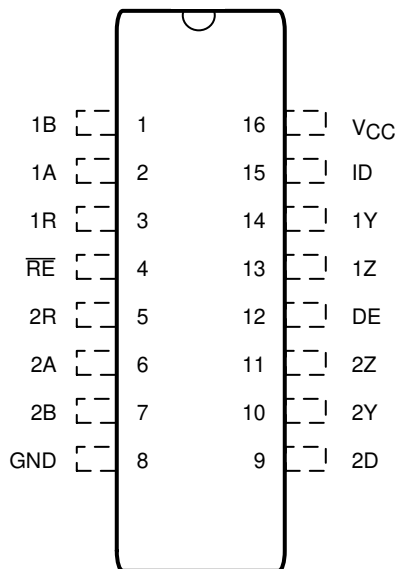 1B 1 16 VCC
1A 2 15 ID
1R 3 14 1Y
R̅E̅ 4 13 1Z
2R 5 12 DE
2A 6 11 2Z
2B 7 10 2Y
GND 8 9 2D